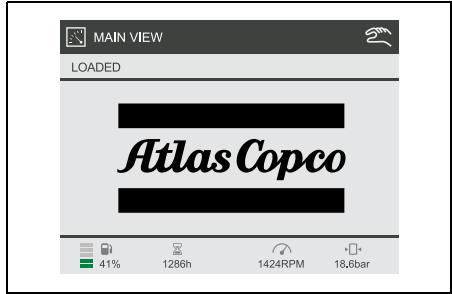 MAIN VIEW
LOADED
Atlas Copco
41% 1286h 1424RPM 18.6bar